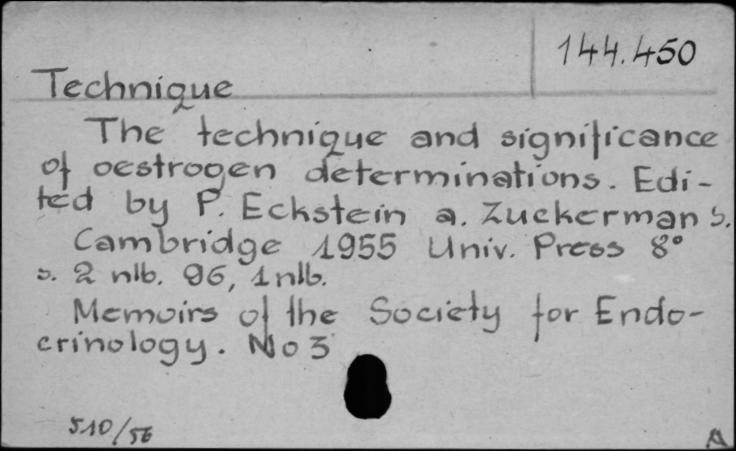 144.450
Technique
The technique and significance
of oestrogen determinations. Edi-
ted by P. Eckstein a. Zuckerman S.
Cambridge 1955 Univ. Press 8°
s. 2 nlb. 96, 1 nlb.
Memoirs of the Society for Endo-
crinology. No 3
510/56
A